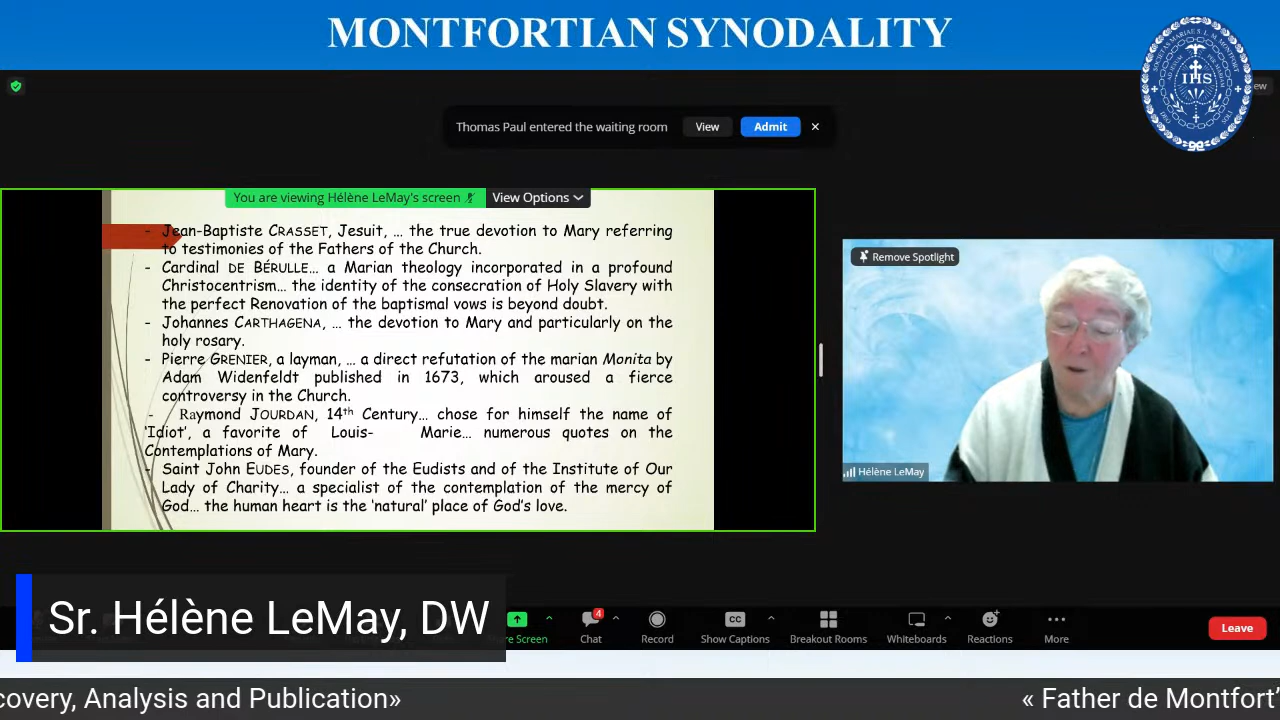 MONTFORTIAN SYNODALITY
IHS
ew
Thomas Paul entered the waiting room
View
Admit
You are viewing Hélène LeMay's screen
View Options
- Jean-Baptiste CRASSET, Jesuit, … the true devotion to Mary referring
to testimonies of the Fathers of the Church.
- Cardinal DE BÉRULLE… a Marian theology incorporated in a profound
Christocentrism… the identity of the consecration of Holy Slavery with
the perfect Renovation of the baptismal vows is beyond doubt.
- Johannes CARTHAGENA, … the devotion to Mary and particularly on the
holy rosary.
- Pierre GRENIER, a layman, … a direct refutation of the marian Monita by
Adam Widenfeldt published in 1673, which aroused a fierce
controversy in the Church.
- Raymond JOURDAN, 14th Century… chose for himself the name of
'Idiot', a favorite of Louis- Marie… numerous quotes on the
Contemplations of Mary.
- Saint John EUDES, founder of the Eudists and of the Institute of Our
Lady of Charity… a specialist of the contemplation of the mercy of
God… the human heart is the 'natural' place of God's love.
Remove Spotlight
Hélène LeMay
Sr. Hélène LeMay, DW
re Screen
4
Chat
Record
CC
Show Captions
Breakout Rooms
Whiteboards
Reactions
More
Leave
covery, Analysis and Publication»
« Father de Montfort'